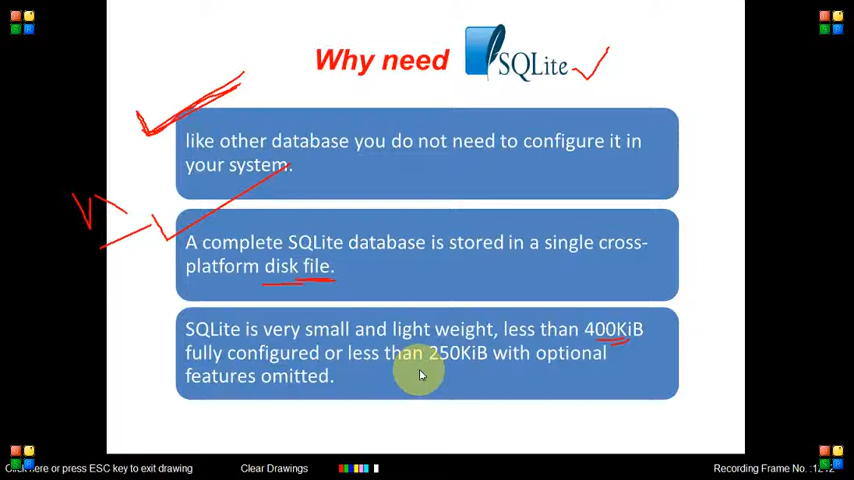 Why need SQLite
like other database you do not need to configure it in
your system.
A complete SQLite database is stored in a single cross-
platform disk file.
SQLite is very small and light weight, less than 400KiB
fully configured or less than 250KiB with optional
features omitted.
Click here or press ESC key to exit drawing
Clear Drawings
Recording Frame No. :1212